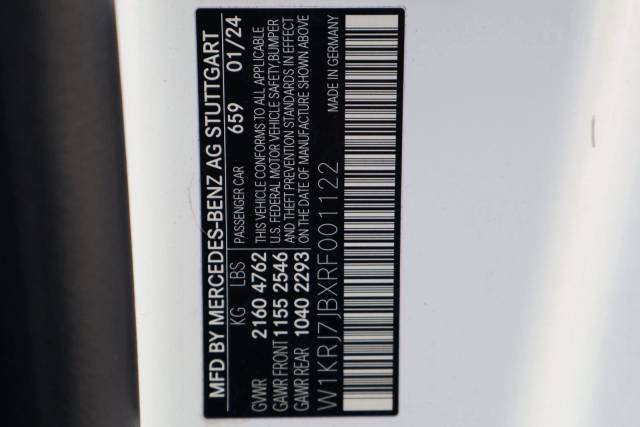 MFD BY MERCEDES-BENZ AG STUTTGART
KG LBS PASSENGER CAR 659 01/24
GVWR 2160 4762 THIS VEHICLE CONFORMS TO ALL APPLICABLE
U.S. FEDERAL MOTOR VEHICLE SAFETY,BUMPER
GAWR FRONT 1155 2546 AND THEFT PREVENTION STANDARDS IN EFFECT
GAWR REAR 1040 2293 ON THE DATE OF MANUFACTURE SHOWN ABOVE
W1KRJ7JBXRF001122 MADE IN GERMANY